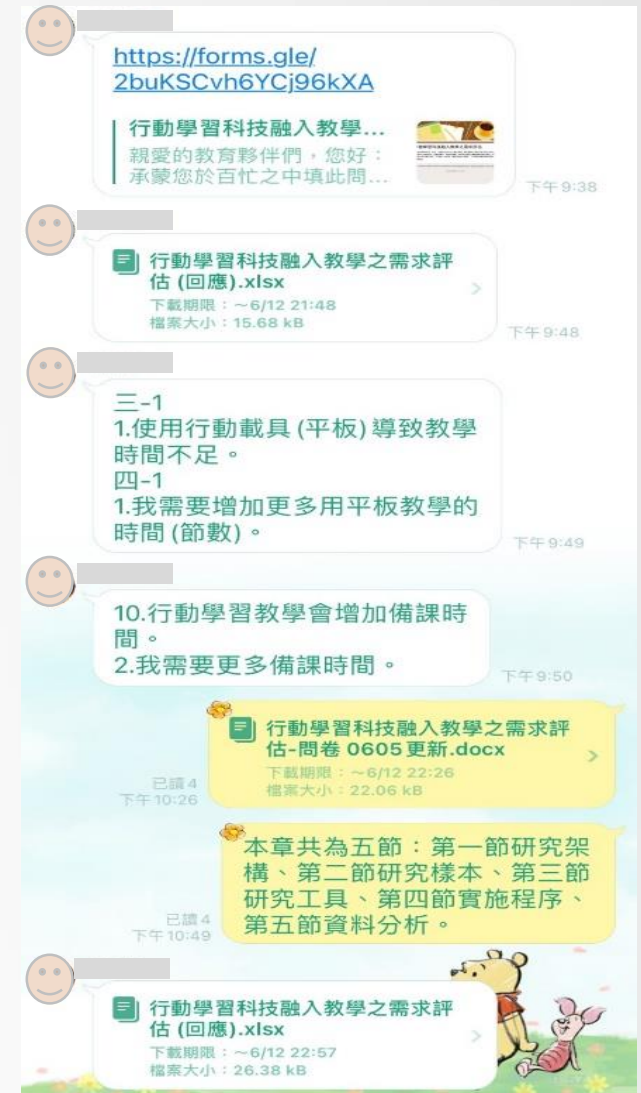 https://forms.gle/
2buKSCvh6YCj96kXA
行動學習科技融入教學...
親愛的教育夥伴們，您好：
承蒙您於百忙之中填此問...
下午 9:38
行動學習科技融入教學之需求評
估 (回應).xlsx
下載期限：～6/12 21:48
檔案大小：15.68 kB
下午 9:48
三-1
1.使用行動載具 (平板) 導致教學
時間不足。
四-1
1.我需要增加更多用平板教學的
時間 (節數)。
下午 9:49
10.行動學習教學會增加備課時
間。
2.我需要更多備課時間。
下午 9:50
行動學習科技融入教學之需求評
估-問卷 0605更新.docx
下載期限：～6/12 22:26
檔案大小：22.06 kB
已讀 4
下午 10:26
本章共為五節：第一節研究架
構、第二節研究樣本、第三節
研究工具、第四節實施程序、
第五節資料分析。
已讀 4
下午 10:49
行動學習科技融入教學之需求評
估 (回應).xlsx
下載期限：～6/12 22:57
檔案大小：26.38 kB